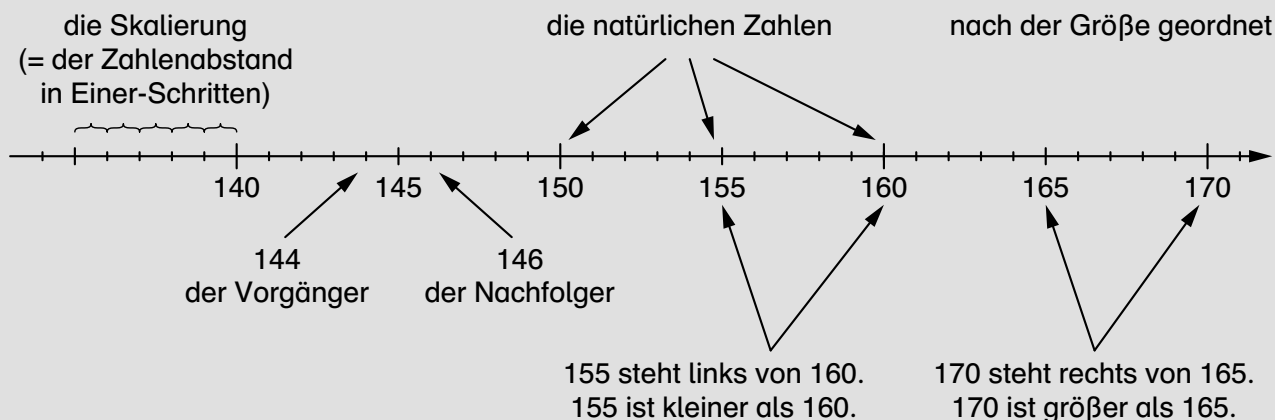 die Skalierung
(= der Zahlenabstand
in Einer-Schritten)
die natürlichen Zahlen
nach der Größe geordnet
140 145 150 155 160 165 170
144
der Vorgänger
146
der Nachfolger
155 steht links von 160.
155 ist kleiner als 160.
170 steht rechts von 165.
170 ist größer als 165.